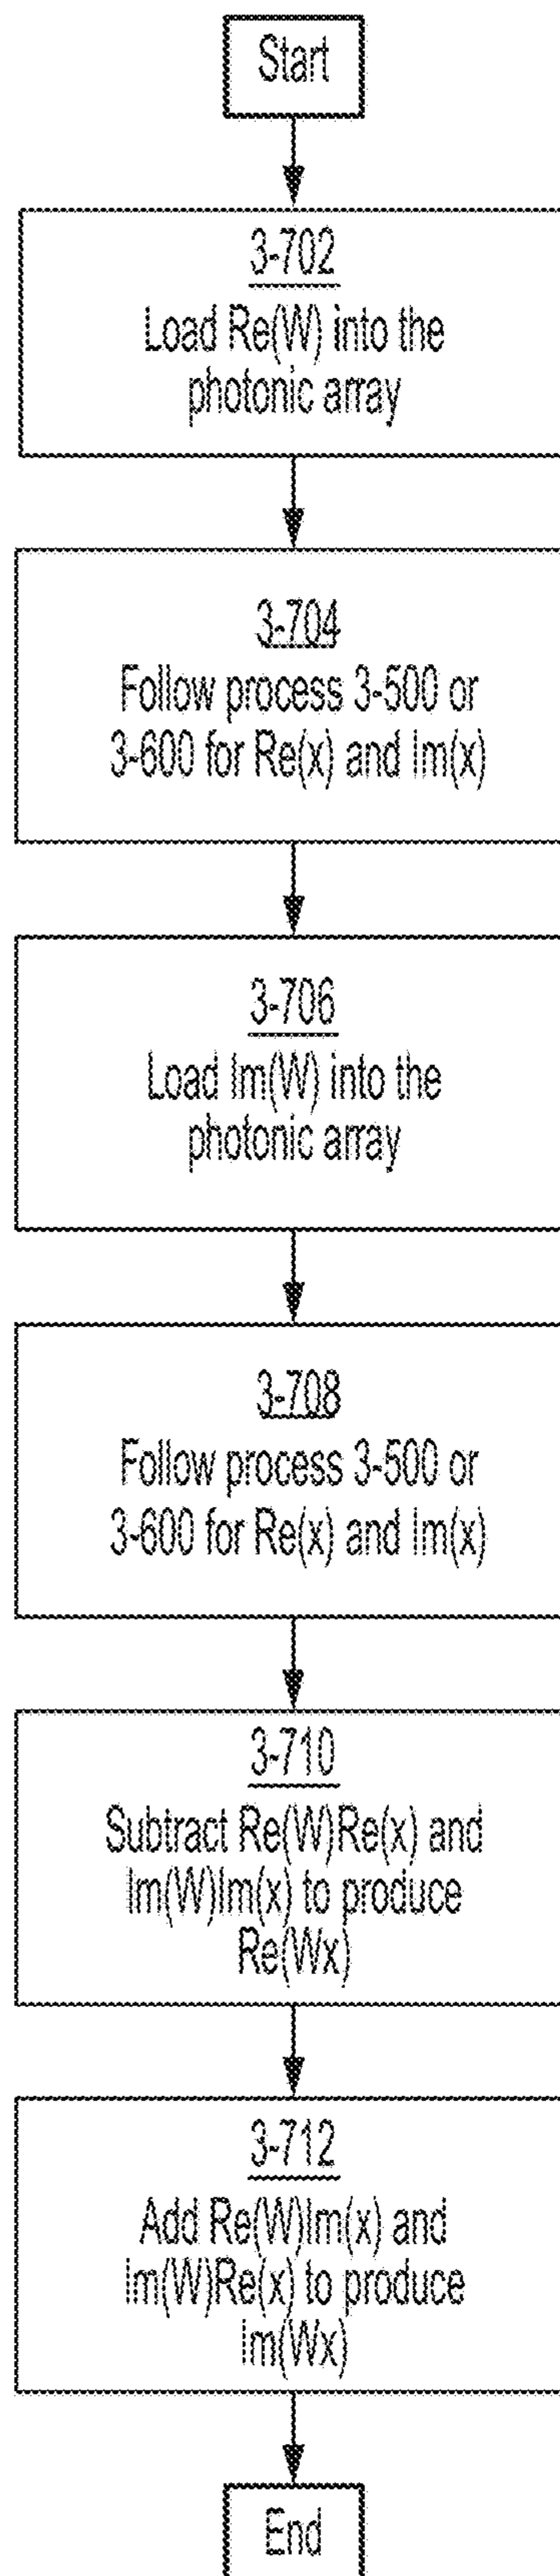 Start
3-702
Load Re(W) into the
photonic array
3-704
Follow process 3-500 or
3-600 for Re(x) and Im(x)
3-706
Load Im(W) into the
photonic array
3-708
Follow process 3-500 or
3-600 for Re(x) and Im(x)
3-710
Subtract Re(W)Re(x) and
Im(W)Im(x) to produce
Re(Wx)
3-712
Add Re(W)Im(x) and
Im(W)Re(x) to produce
Im(Wx)
End